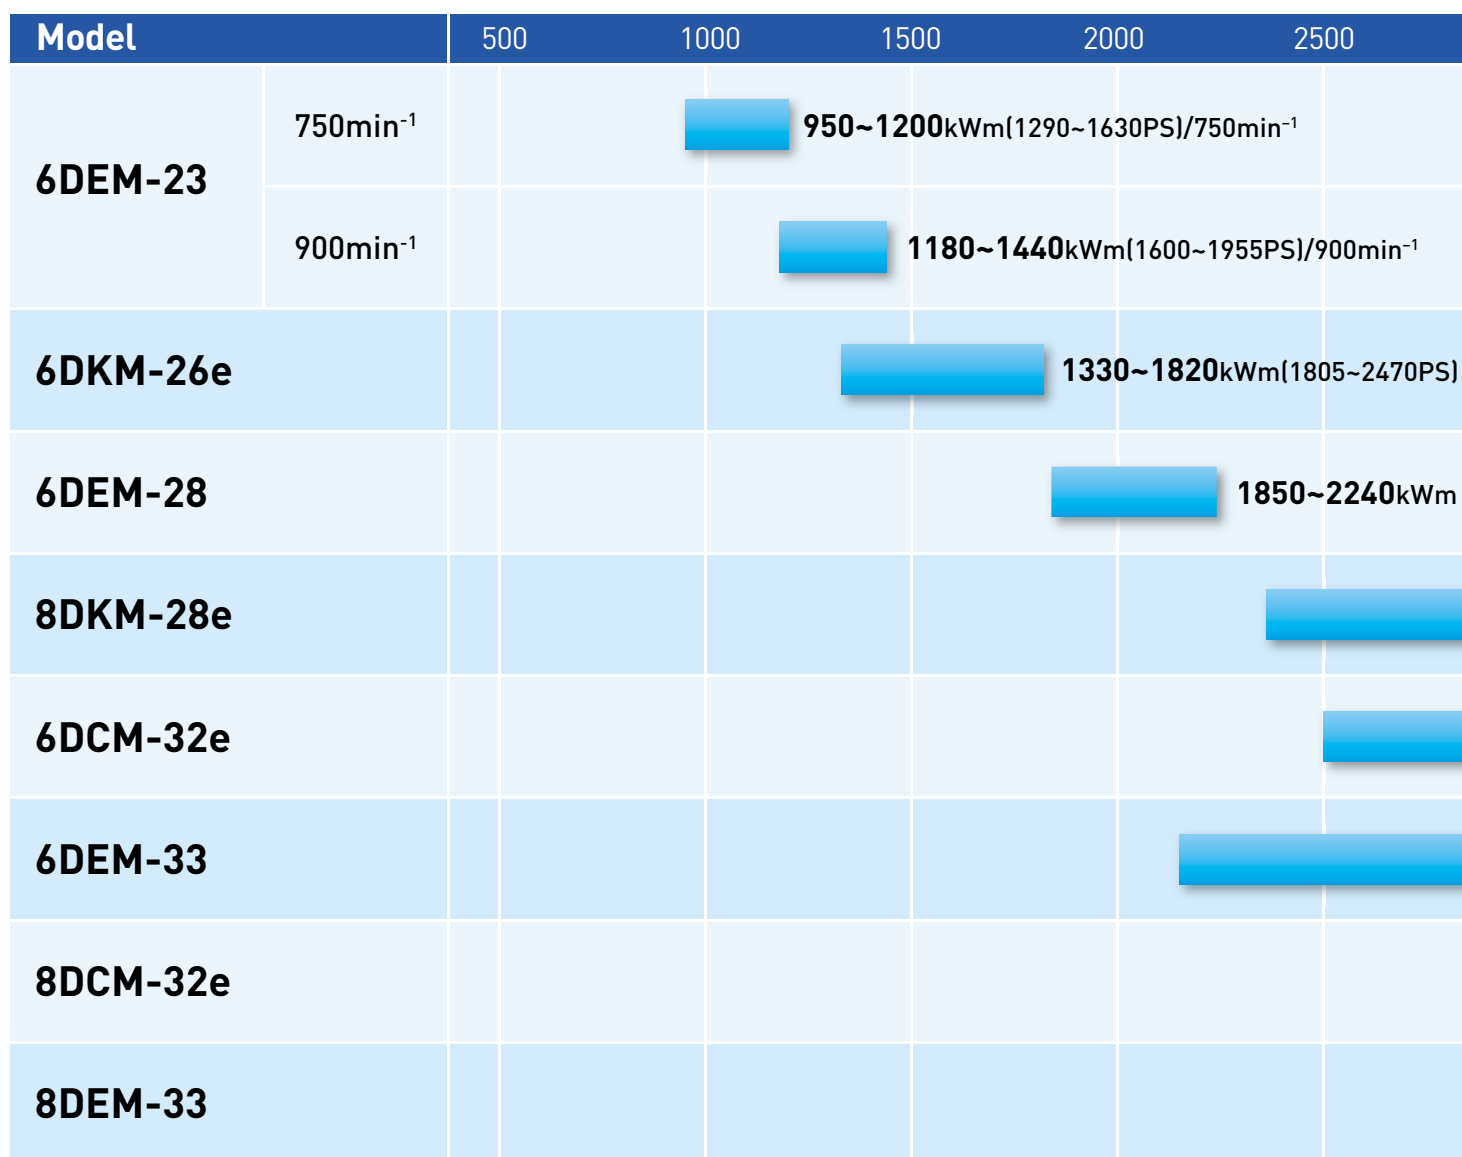 Model 500 1000 1500 2000 2500
6DEM-23
750min⁻¹ 950~1200kWm(1290~1630PS)/750min⁻¹
900min⁻¹ 1180~1440kWm(1600~1955PS)/900min⁻¹
6DKM-26e 1330~1820kWm(1805~2470PS)
6DEM-28 1850~2240kWm
8DKM-28e
6DCM-32e
6DEM-33
8DCM-32e
8DEM-33